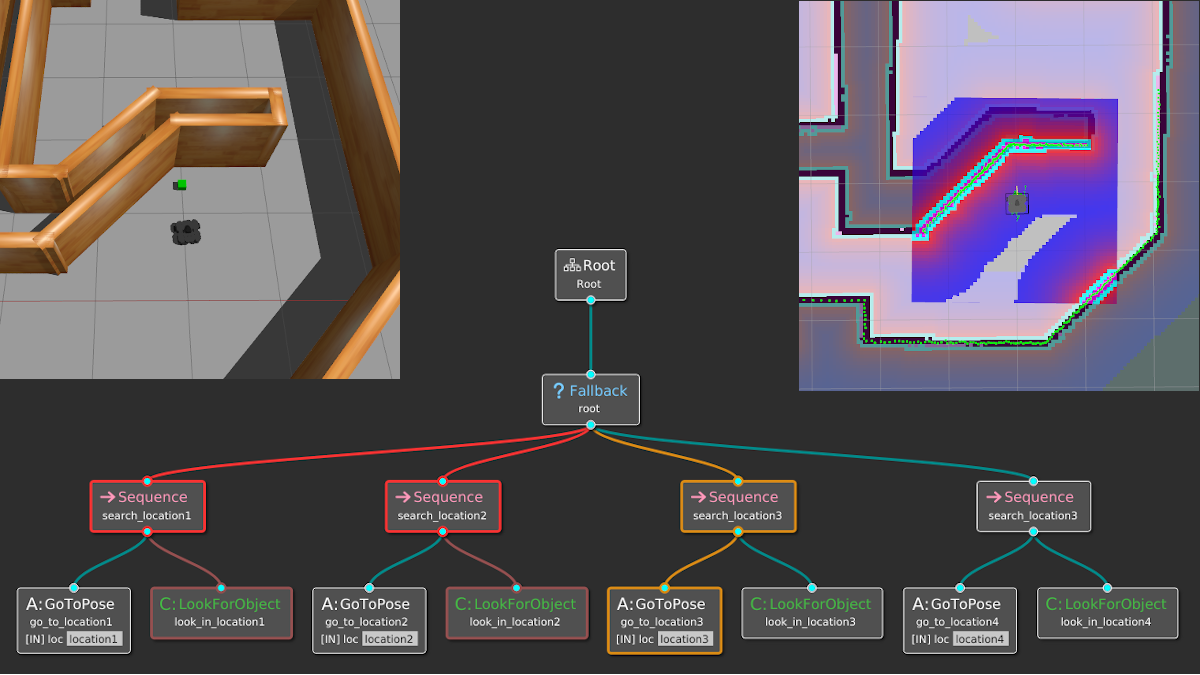 Root
Root
? Fallback
root
Sequence
search_location1
Sequence
search_location2
Sequence
search_location3
Sequence
search_location3
A:GoToPose
go_to_location1
[IN] loc location1
C:LookForObject
look_in_location1
A:GoToPose
go_to_location2
[IN] loc location2
C:LookForObject
look_in_location2
A:GoToPose
go_to_location3
[IN] loc location3
C:LookForObject
look_in_location3
A:GoToPose
go_to_location4
[IN] loc location4
C:LookForObject
look_in_location4